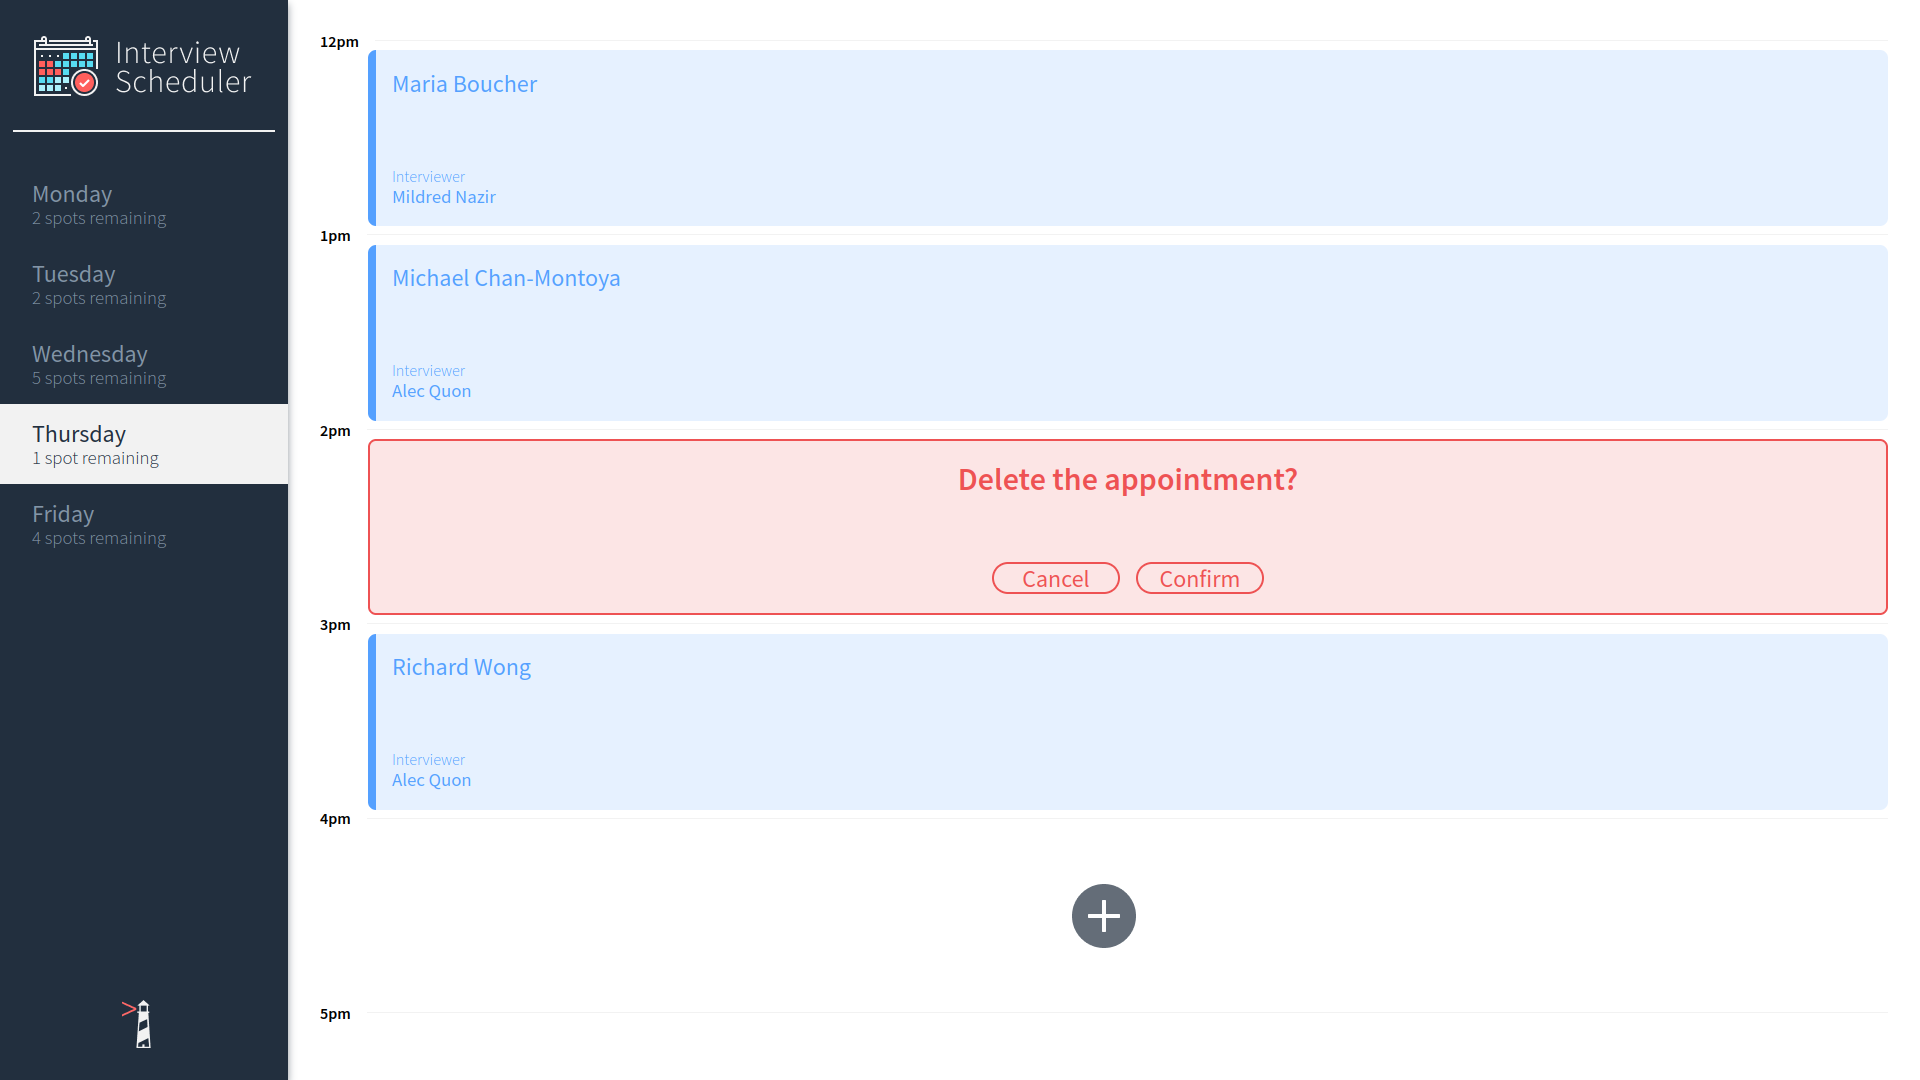 Interview
Scheduler
Monday
2 spots remaining
Tuesday
2 spots remaining
Wednesday
5 spots remaining
Thursday
1 spot remaining
Friday
4 spots remaining
12pm
Maria Boucher
Interviewer
Mildred Nazir
1pm
Michael Chan-Montoya
Interviewer
Alec Quon
2pm
Delete the appointment?
Cancel Confirm
3pm
Richard Wong
Interviewer
Alec Quon
4pm
5pm